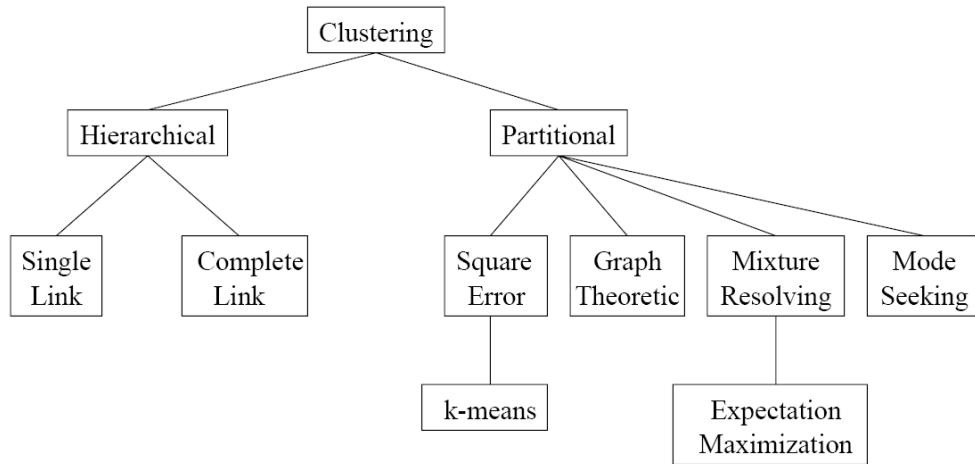 Clustering
Hierarchical
Partitional
Single
Link
Complete
Link
Square
Error
Graph
Theoretic
Mixture
Resolving
Mode
Seeking
k-means
Expectation
Maximization